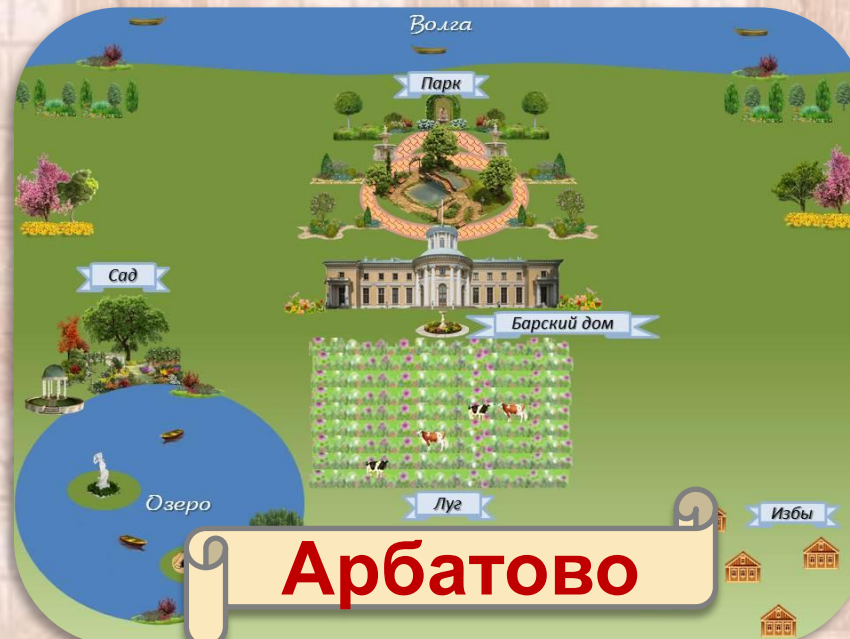 Волга
Парк
Сад
Барский дом
Озеро
Луг
Избы
Арбатово